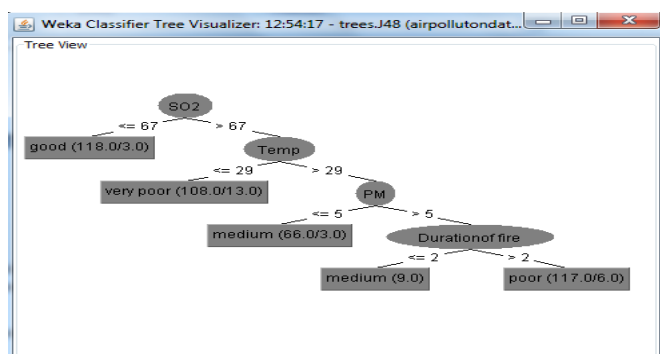 Weka Classifier Tree Visualizer: 12:54:17 - trees.J48 (airpollutondat...
Tree View
SO2
<= 67 > 67
good (118.0/3.0)
Temp
<= 29 > 29
very poor (108.0/13.0)
PM
<= 5 > 5
medium (66.0/3.0)
Durationof fire
<= 2 > 2
medium (9.0) poor (117.0/6.0)